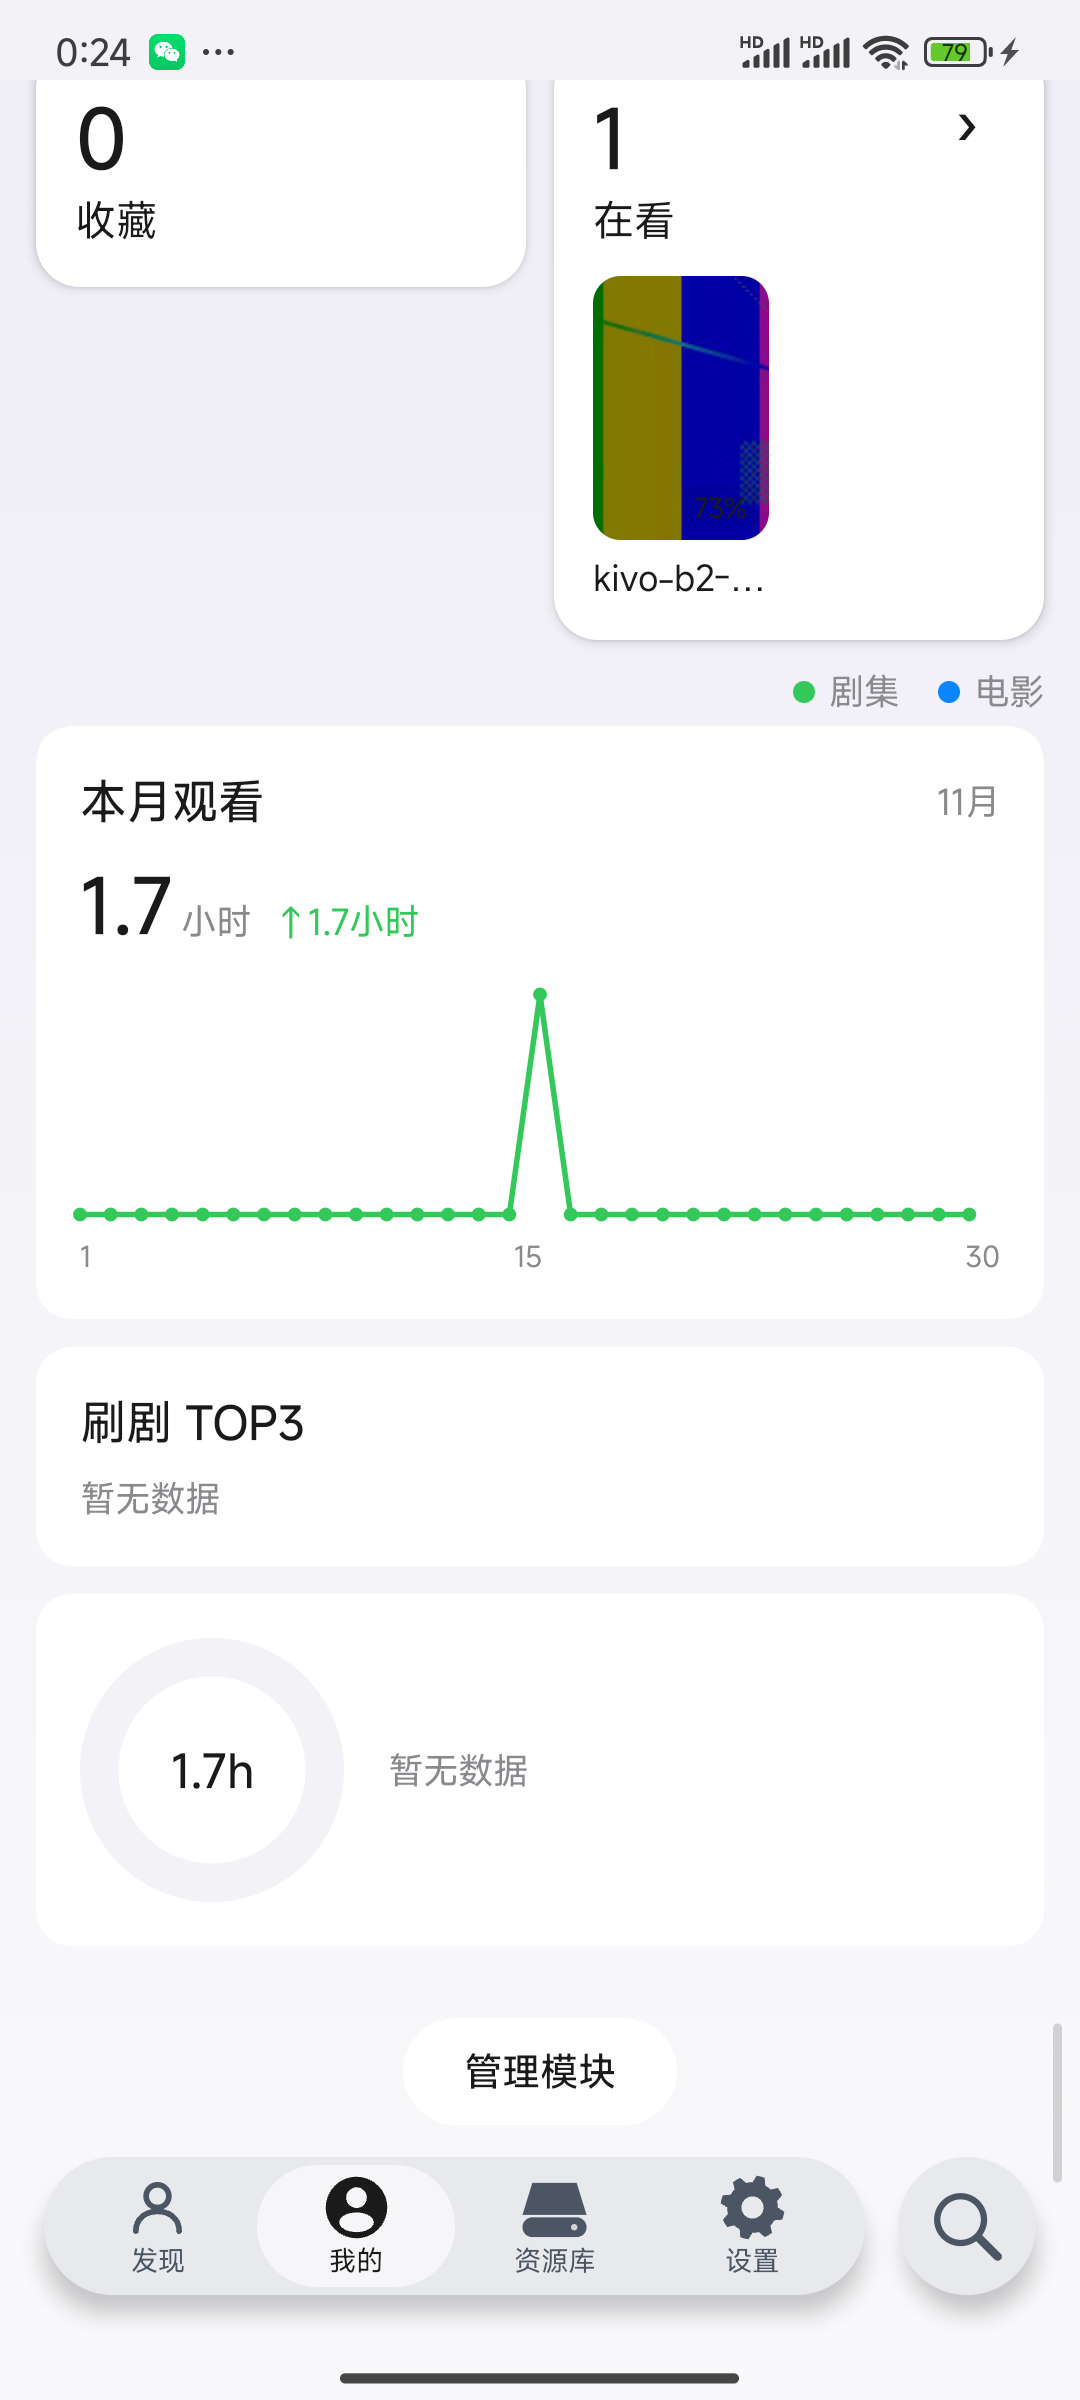 0:24 ... HD HD 79
0
收藏
1 ›
在看
73%
kivo-b2-...
剧集 电影
本月观看 11月
1.7 小时 ↑1.7小时
1 15 30
刷剧 TOP3
暂无数据
1.7h 暂无数据
管理模块
发现 我的 资源库 设置